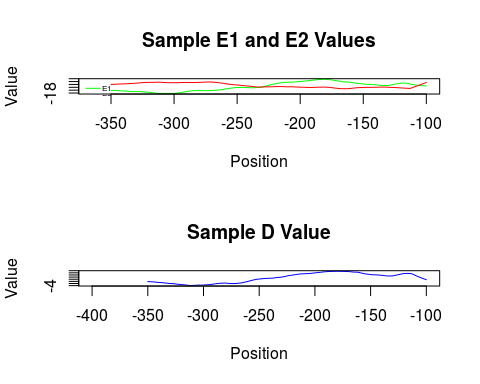 Sample E1 and E2 Values
Value
-18
E1
-350 -300 -250 -200 -150 -100
Position
Sample D Value
Value
-4
-400 -350 -300 -250 -200 -150 -100
Position